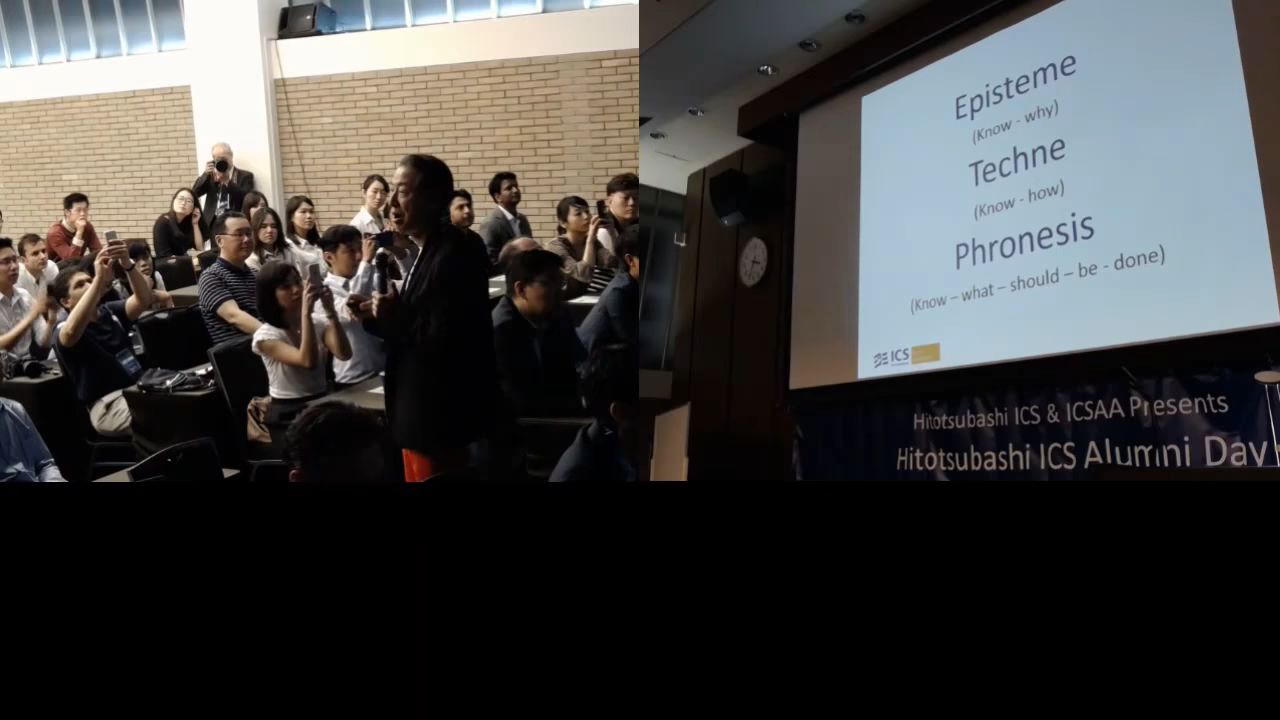 Episteme
(Know - why)
Techne
(Know - how)
Phronesis
(Know – what – should – be - done)
ICS
Hitotsubashi ICS & ICSAA Presents
Hitotsubashi ICS Alumni Day